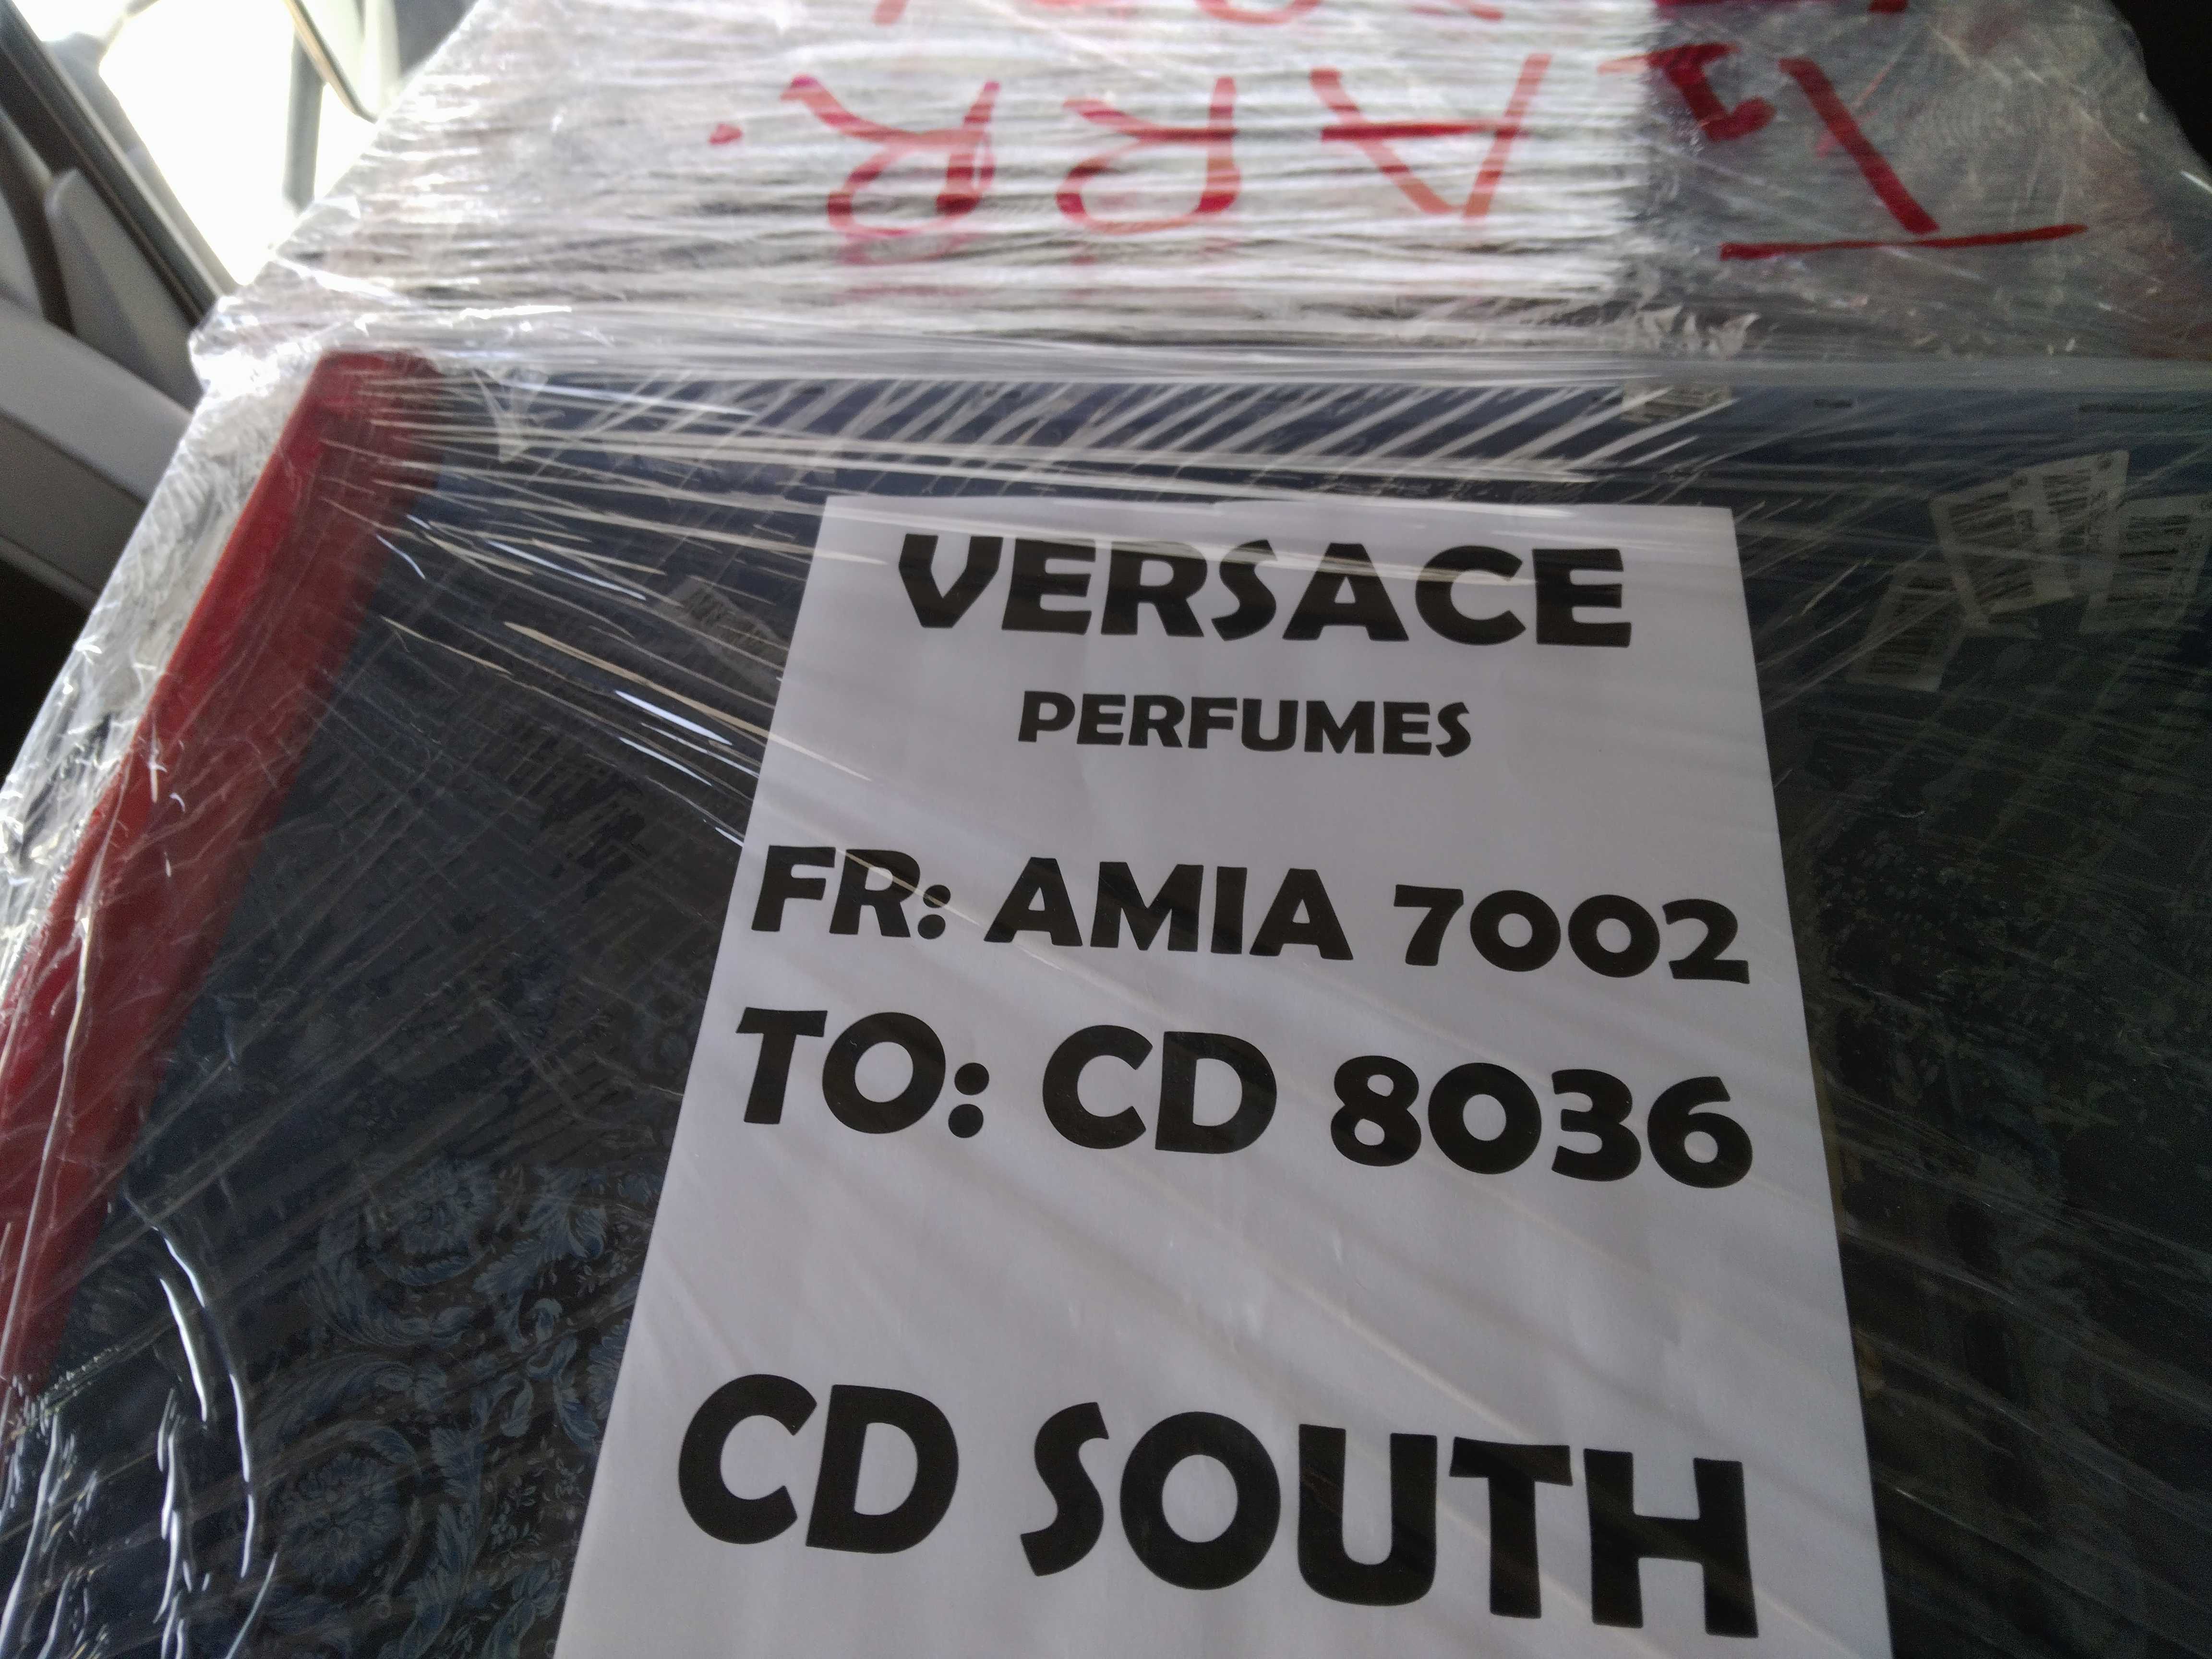 VERSACE
PERFUMES
FR: AMIA 7002
TO: CD 8036
CD SOUTH